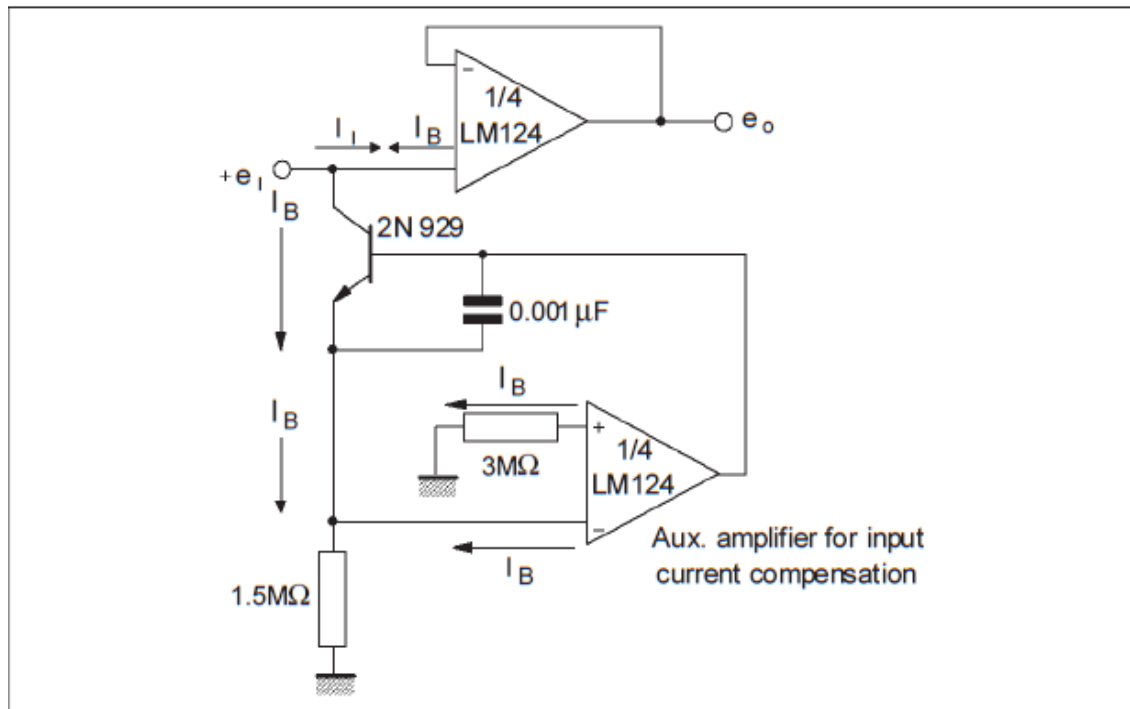 −
1/4
LM124
e o
I I
I B
+e I
I B
2N 929
0.001 µF
I B
I B
3MΩ
+
1/4
LM124
−
I B
1.5MΩ
Aux. amplifier for input
current compensation